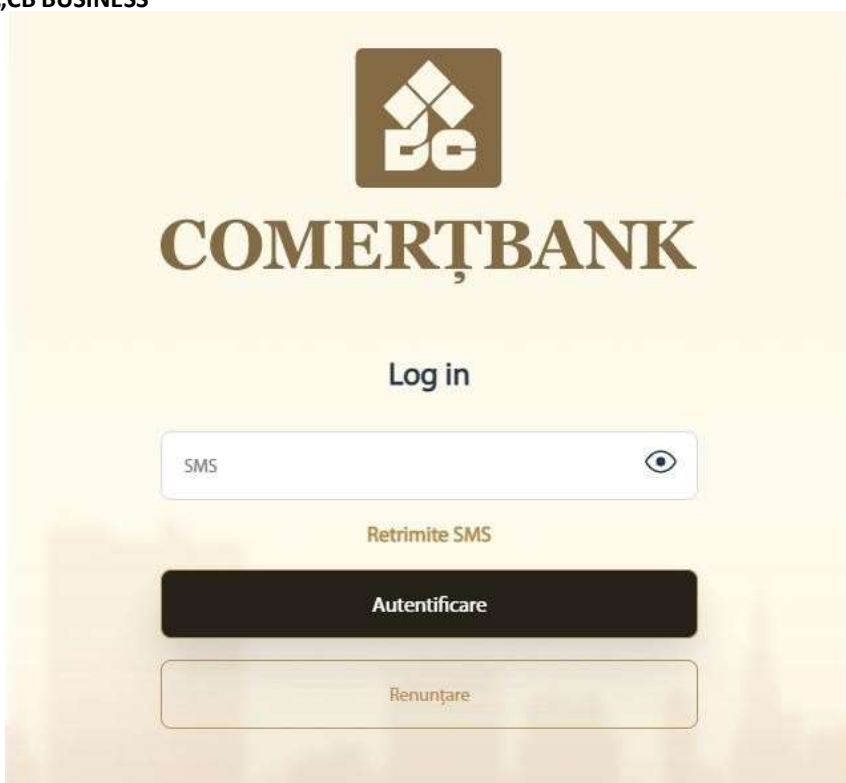 ,CB BUSINESS
COMERȚBANK
Log in
SMS
Retrimite SMS
Autentificare
Renunțare